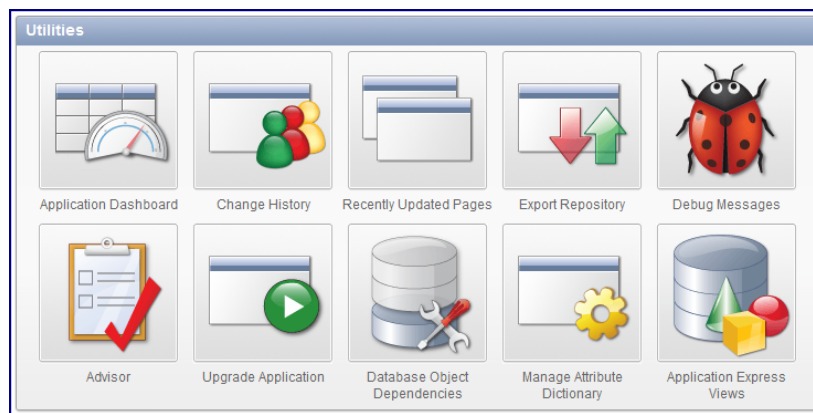 Utilities
Application Dashboard
Change History
Recently Updated Pages
Export Repository
Debug Messages
Advisor
Upgrade Application
Database Object
Dependencies
Manage Attribute
Dictionary
Application Express
Views